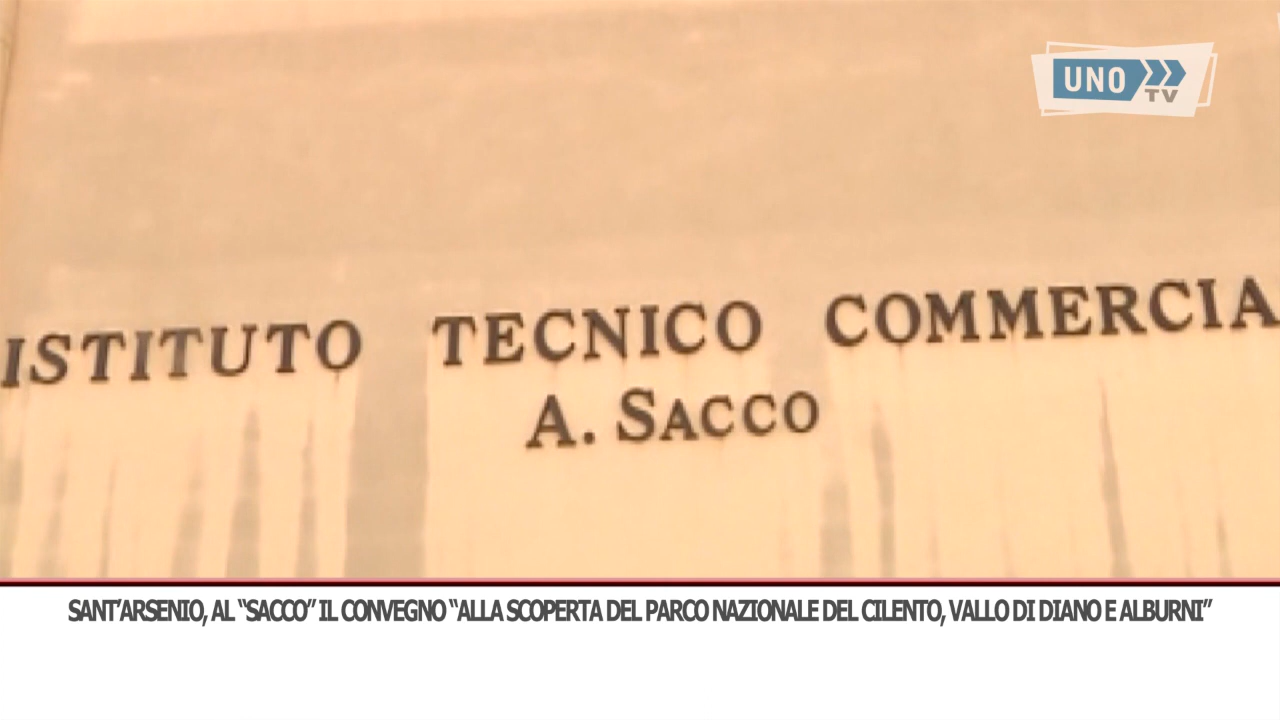 UNO
TV
ISTITUTO TECNICO COMMERCIA
A. SACCO
SANT'ARSENIO, AL “SACCO” IL CONVEGNO “ALLA SCOPERTA DEL PARCO NAZIONALE DEL CILENTO, VALLO DI DIANO E ALBURNI”